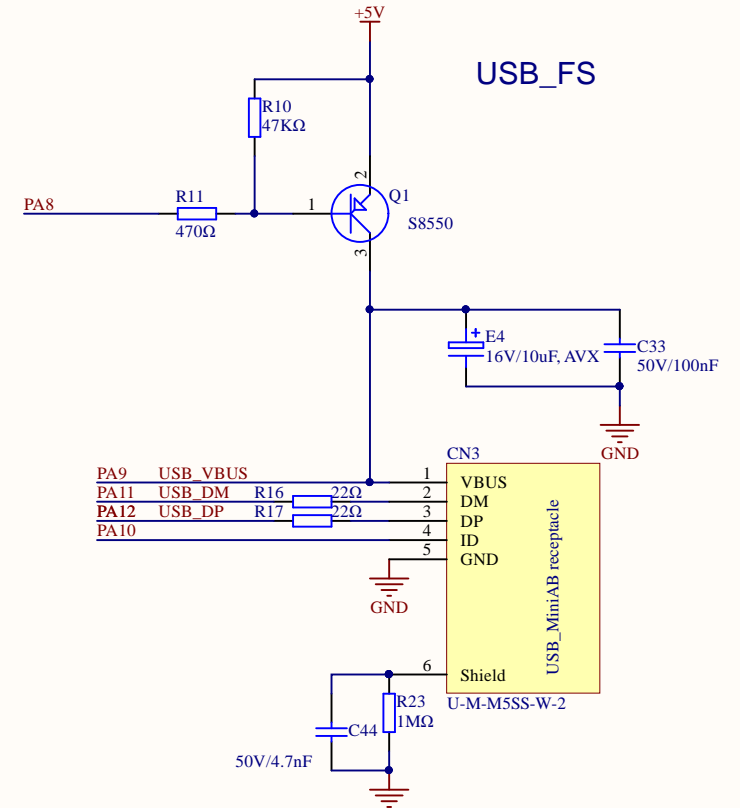 +5V
USB_FS
R10
47KΩ
2
Q1
PA8
R11
1
470Ω
S8550
3
E4
+
16V/10uF, AVX
C33
50V/100nF
GND
CN3
PA9 USB_VBUS 1 VBUS
PA11 USB_DM R16 22Ω 2 DM
PA12 USB_DP R17 22Ω 3 DP
PA10 4 ID
5 GND
GND
USB_MiniAB receptacle
6 Shield
U-M-M5SS-W-2
R23
1MΩ
C44
50V/4.7nF